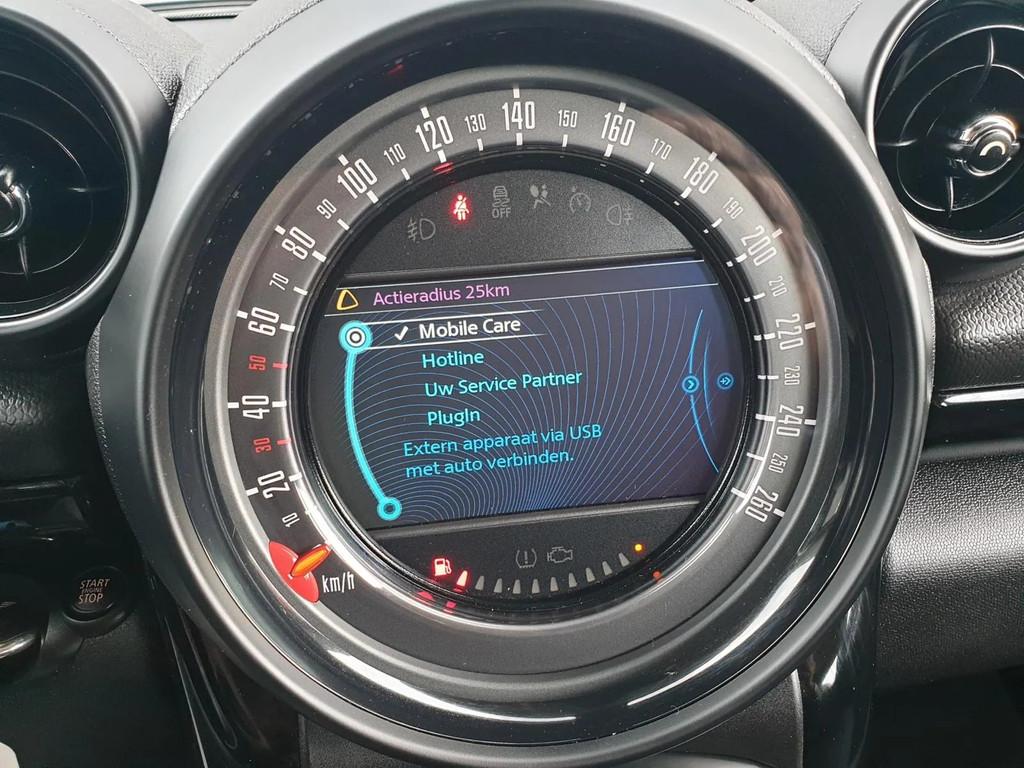 140
130
150
120
160
110
170
100
180
90
190
80
200
70
210
60
220
50
230
40
240
30
250
20
260
10
km/h
OFF
Actieradius 25km
Mobile Care
Hotline
Uw Service Partner
PlugIn
Extern apparaat via USB
met auto verbinden.
START
ENGINE
STOP